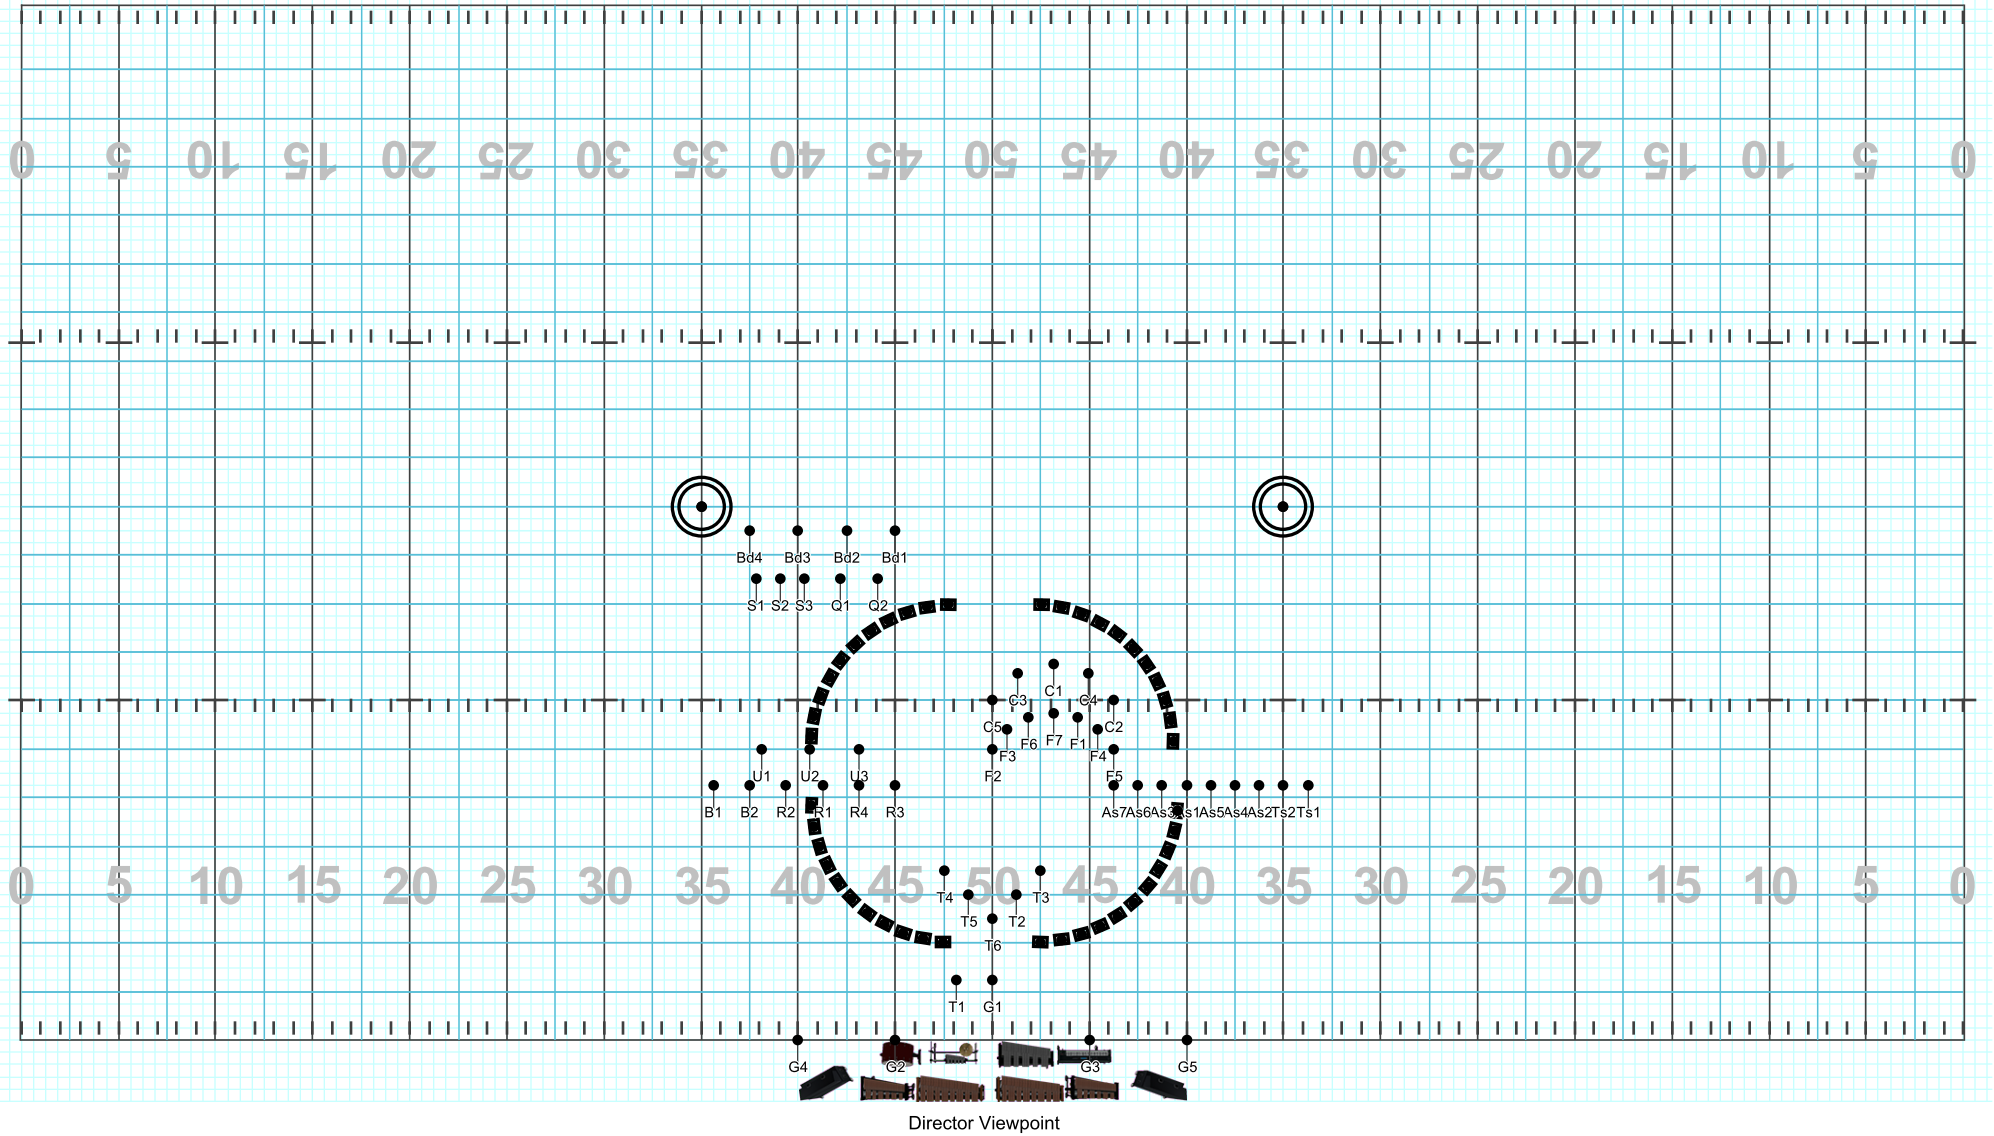 0 5 10 15 20 25 30 35 40 45 50 45 40 35 30 25 20 15 10 5 0
Bd4 Bd3 Bd2 Bd1
S1 S2 S3 Q1 Q2
C1
C3 C4
C5 C2
F7
F6 F1
F3 F4
U1 U2 U3 F2 F5
B1 B2 R2 R1 R4 R3 As7 As6 As3 As1 As5 As4 As2 Ts2 Ts1
0 5 10 15 20 25 30 35 40 45 50 45 40 35 30 25 20 15 10 5 0
T4 T3
T5 T2
T6
T1 G1
G4 G2 G3 G5
Director Viewpoint